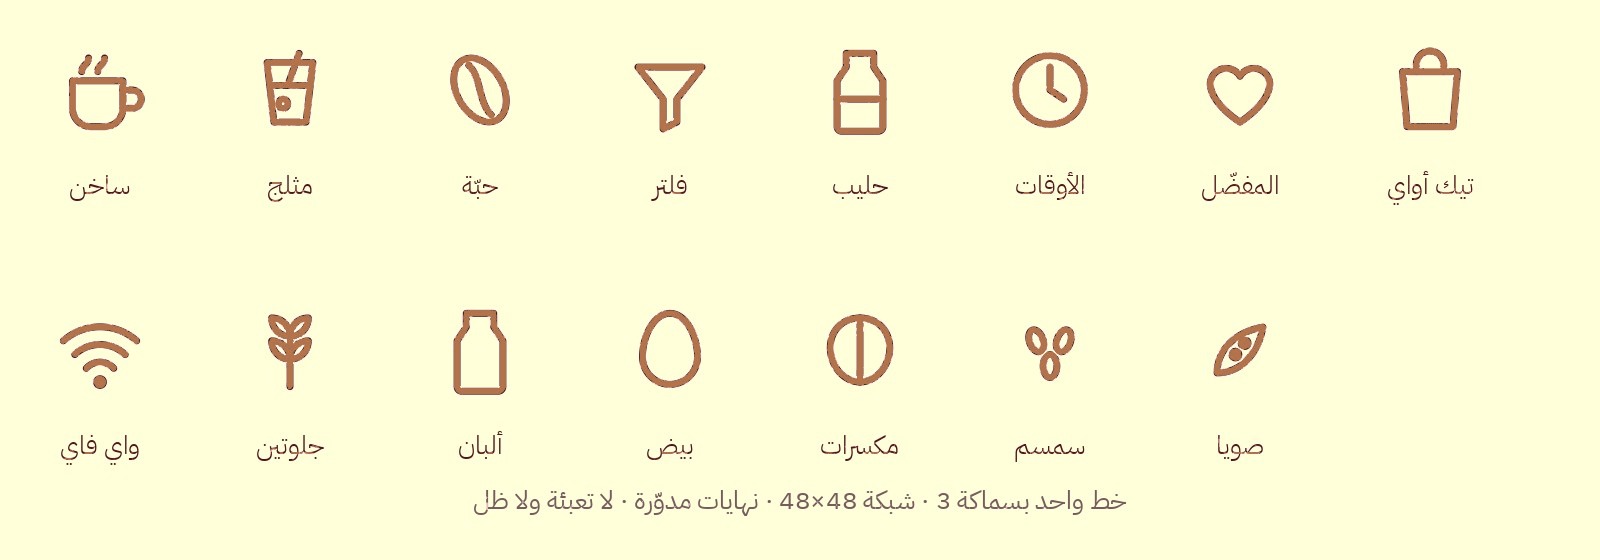 تيك أواي المفضّل الأوقات حليب فلتر حبّة مثلج ساخن
صويا سمسم مكسرات بيض ألبان جلوتين واي فاي
خط واحد بسماكة 3 · شبكة 48×48 · نهايات مدوّرة · لا تعبئة ولا ظل